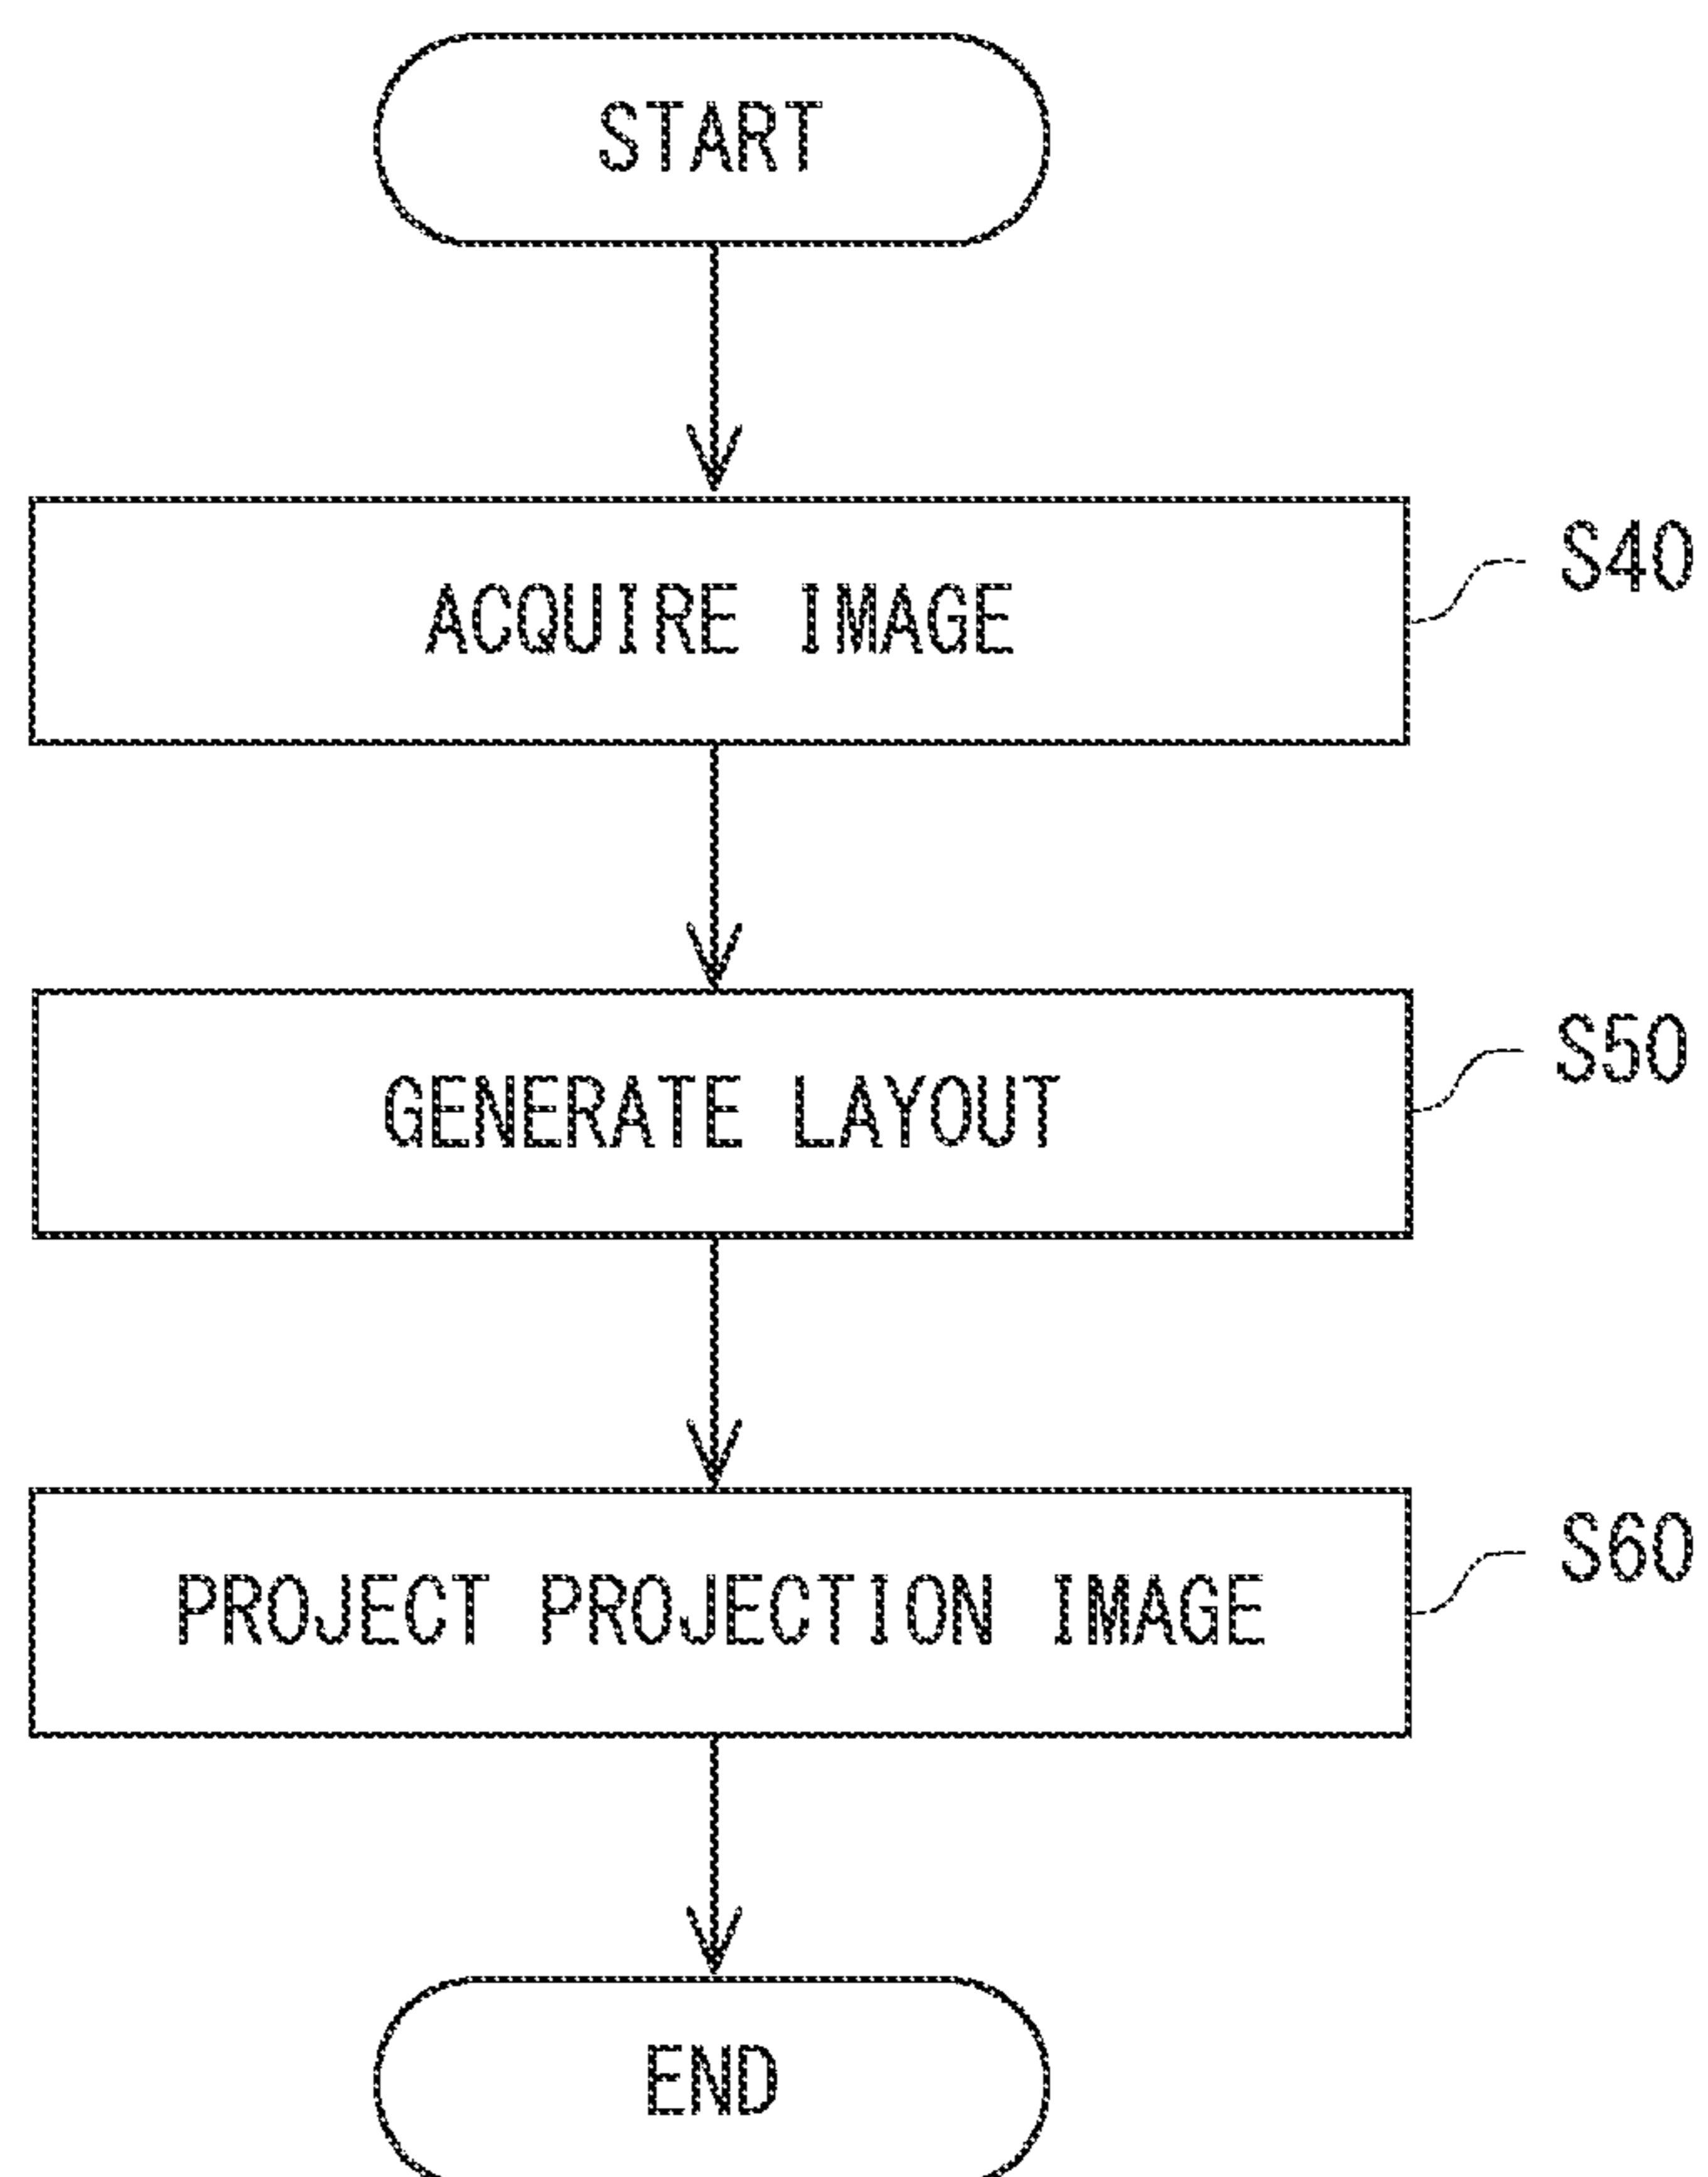 START
ACQUIRE IMAGE
S40
GENERATE LAYOUT
S50
PROJECT PROJECTION IMAGE
S60
END